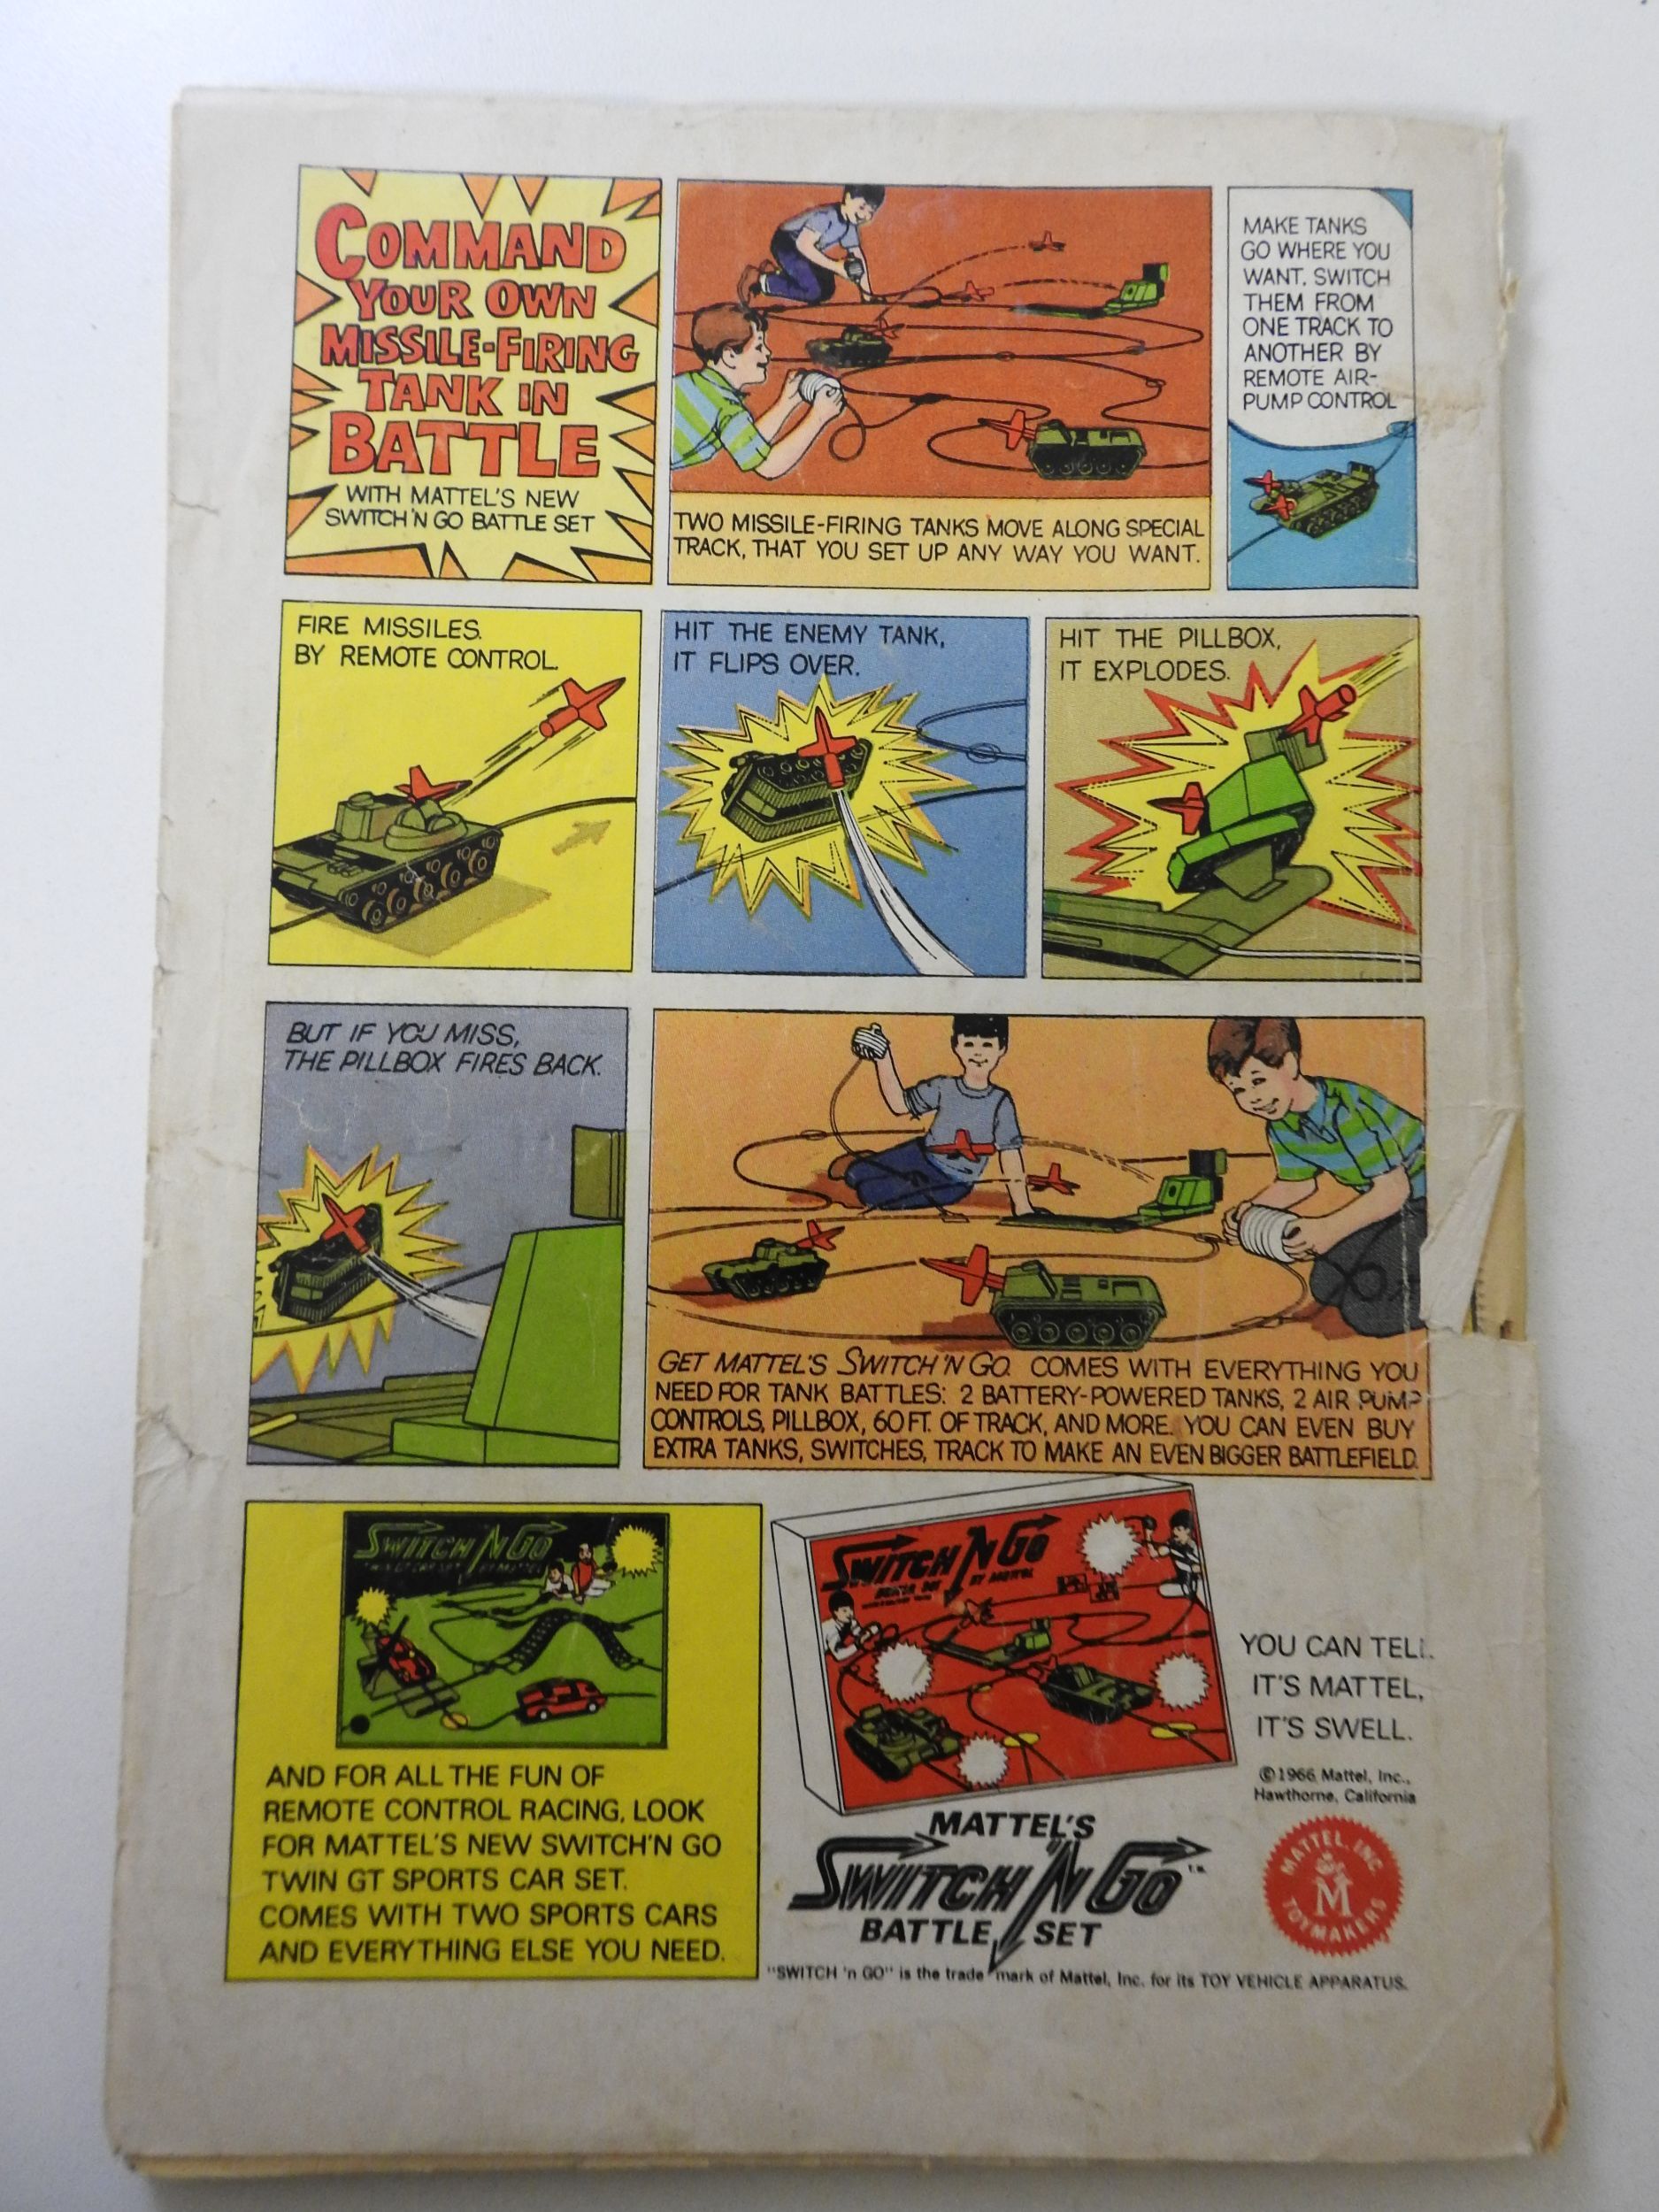 COMMAND
YOUR OWN
MISSILE-FIRING
TANK IN
BATTLE
WITH MATTEL'S NEW
SWITCH'N GO BATTLE SET
TWO MISSILE-FIRING TANKS MOVE ALONG SPECIAL
TRACK, THAT YOU SET UP ANY WAY YOU WANT.
MAKE TANKS
GO WHERE YOU
WANT. SWITCH
THEM FROM
ONE TRACK TO
ANOTHER BY
REMOTE AIR-
PUMP CONTROL
FIRE MISSILES.
BY REMOTE CONTROL.
HIT THE ENEMY TANK,
IT FLIPS OVER.
HIT THE PILLBOX,
IT EXPLODES.
BUT IF YOU MISS,
THE PILLBOX FIRES BACK.
GET MATTEL'S SWITCH 'N GO. COMES WITH EVERYTHING YOU
NEED FOR TANK BATTLES: 2 BATTERY-POWERED TANKS, 2 AIR PUMP
CONTROLS, PILLBOX, 60 FT. OF TRACK, AND MORE. YOU CAN EVEN BUY
EXTRA TANKS, SWITCHES, TRACK TO MAKE AN EVEN BIGGER BATTLEFIELD.
SWITCH 'N GO
AND FOR ALL THE FUN OF
REMOTE CONTROL RACING, LOOK
FOR MATTEL'S NEW SWITCH'N GO
TWIN GT SPORTS CAR SET.
COMES WITH TWO SPORTS CARS
AND EVERYTHING ELSE YOU NEED.
SWITCH 'N GO
BY MATTEL
YOU CAN TELL.
IT'S MATTEL,
IT'S SWELL.
©1966 Mattel, Inc.,
Hawthorne, California
MATTEL'S
SWITCH 'N GO T.M.
BATTLE SET
MATTEL, INC.
M
TOYMAKERS
"SWITCH 'n GO" is the trade mark of Mattel, Inc. for its TOY VEHICLE APPARATUS.